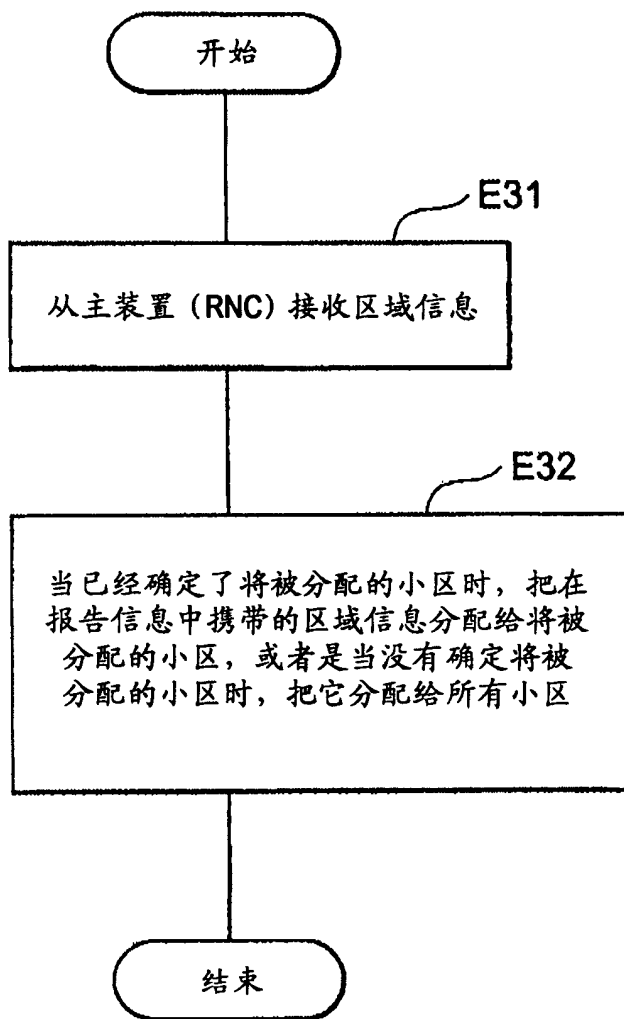 开始
E31
从主装置（RNC）接收区域信息
E32
当已经确定了将被分配的小区时，把在
报告信息中携带的区域信息分配给将被
分配的小区，或者是当没有确定将被
分配的小区时，把它分配给所有小区
结束